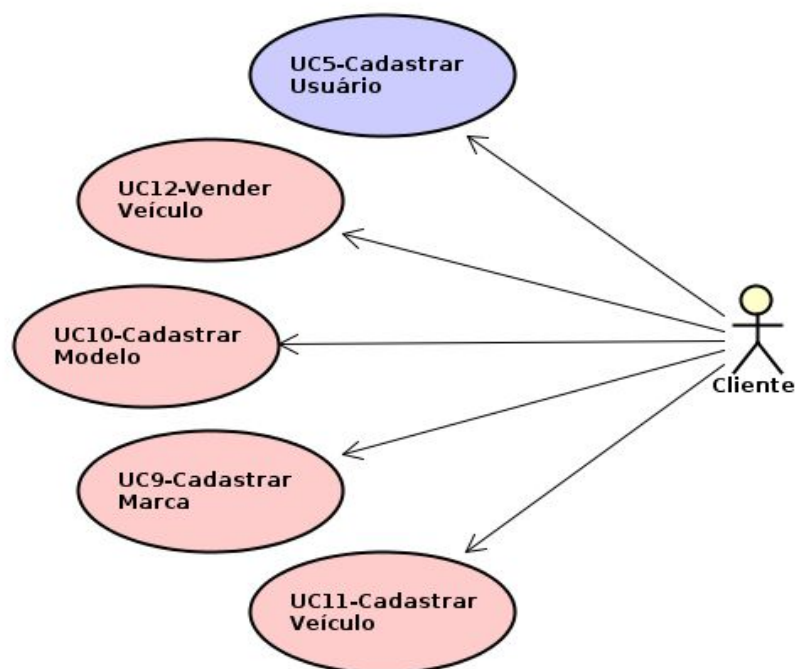 UC5-Cadastrar
Usuário
UC12-Vender
Veículo
UC10-Cadastrar
Modelo
Cliente
UC9-Cadastrar
Marca
UC11-Cadastrar
Veículo